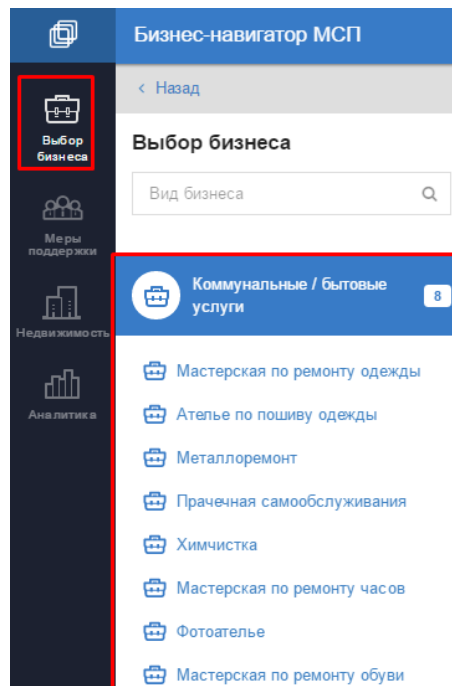 Бизнес-навигатор МСП
Выбор
бизнеса
Меры
поддержки
Недвижимость
Аналитика
< Назад
Выбор бизнеса
Вид бизнеса
Коммунальные / бытовые
услуги
8
Мастерская по ремонту одежды
Ателье по пошиву одежды
Металлоремонт
Прачечная самообслуживания
Химчистка
Мастерская по ремонту часов
Фотоателье
Мастерская по ремонту обуви